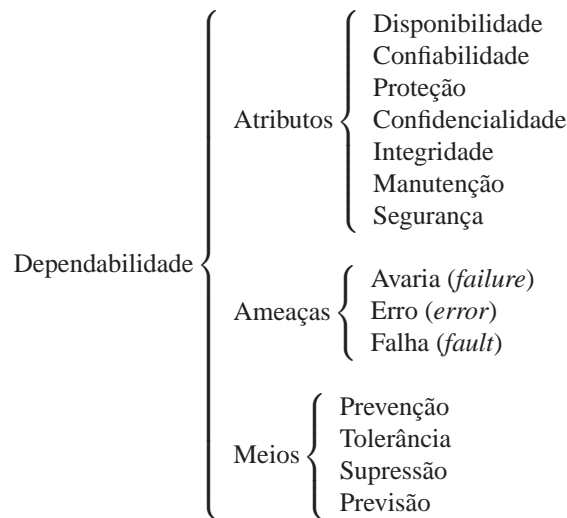 Disponibilidade
Confiabilidade
Proteção
Atributos
Confidencialidade
Integridade
Manutenção
Segurança
Dependabilidade
Avaria (failure)
Ameaças
Erro (error)
Falha (fault)
Prevenção
Tolerância
Meios
Supressão
Previsão